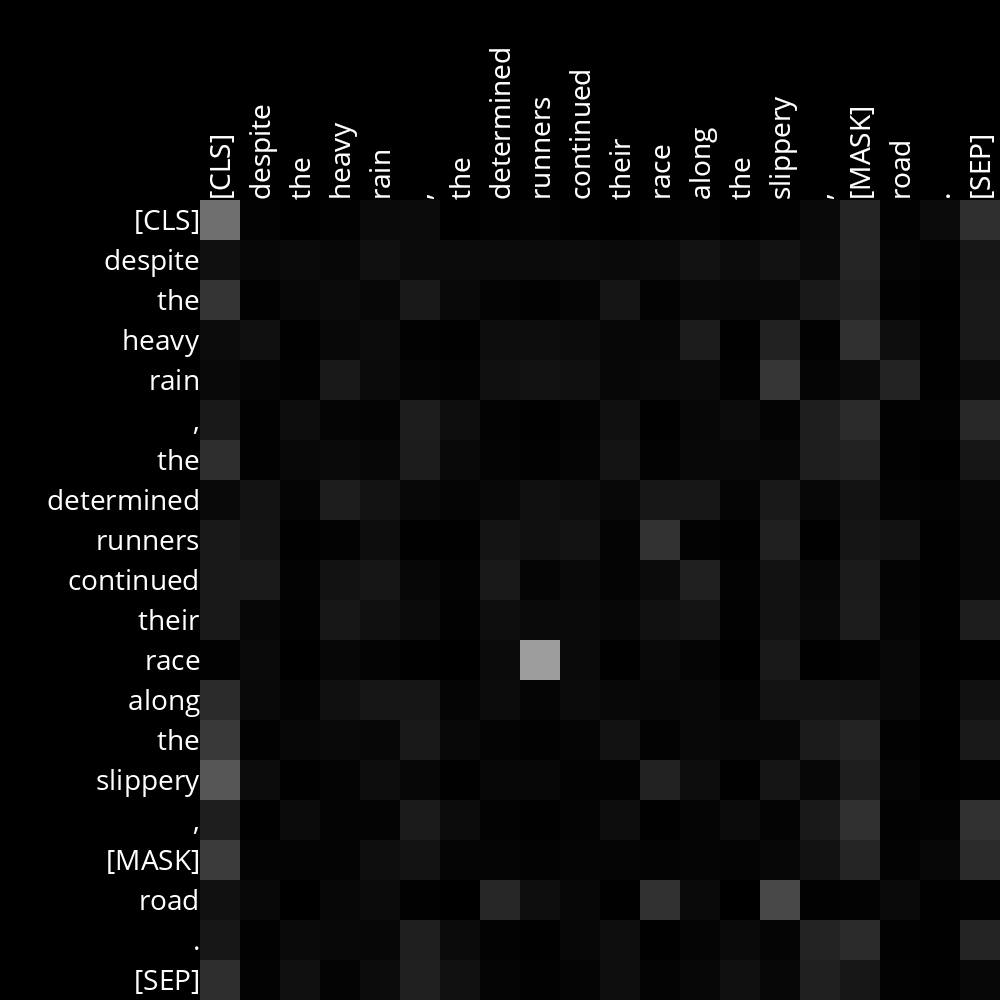 [CLS] despite the heavy rain , the determined runners continued their race along the slippery , [MASK] road . [SEP]
[CLS]
despite
the
heavy
rain
,
the
determined
runners
continued
their
race
along
the
slippery
,
[MASK]
road
.
[SEP]